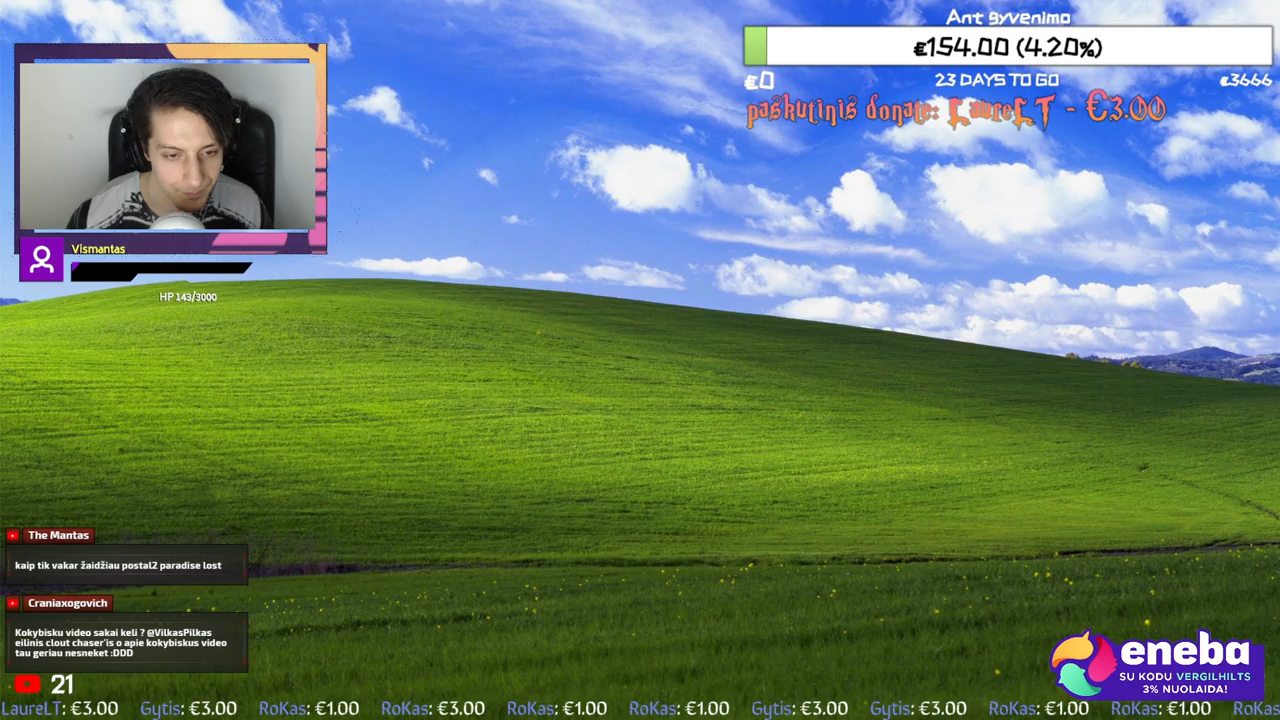 Ant gyvenimo
€154.00 (4.20%)
€0
23 DAYS TO GO
€3666
paskutinis donate: LaureLT - €3.00
Vismantas
HP 143/3000
The Mantas
kaip tik vakar žaidžiau postal2 paradise lost
Craniaxogovich
Kokybisku video sakai keli ? @VilkasPilkas
eilinis clout chaser'is o apie kokybiskus video
tau geriau nesneket :DDD
21
eneba
SU KODU VERGILHILTS
3% NUOLAIDA!
LaureLT: €3.00 Gytis: €3.00 RoKas: €1.00 RoKas: €3.00 RoKas: €1.00 RoKas: €1.00 Gytis: €3.00 Gytis: €3.00 RoKas: €1.00 RoKas: €1.00 RoKas